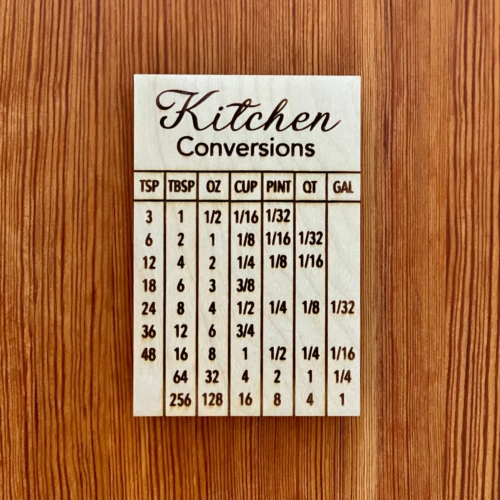 Kitchen
Conversions
TSP TBSP OZ CUP PINT QT GAL
3 1 1/2 1/16 1/32
6 2 1 1/8 1/16 1/32
12 4 2 1/4 1/8 1/16
18 6 3 3/8
24 8 4 1/2 1/4 1/8 1/32
36 12 6 3/4
48 16 8 1 1/2 1/4 1/16
64 32 4 2 1 1/4
256 128 16 8 4 1